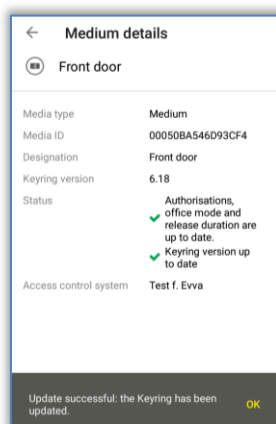 Medium details
Front door
Media type Medium
Media ID 00050BA546D93CF4
Designation Front door
Keyring version 6.18
Status Authorisations,
office mode and
release duration are
up to date.
Keyring version up
to date
Access control system Test f. Evva
Update successful: the Keyring has been
updated.
OK